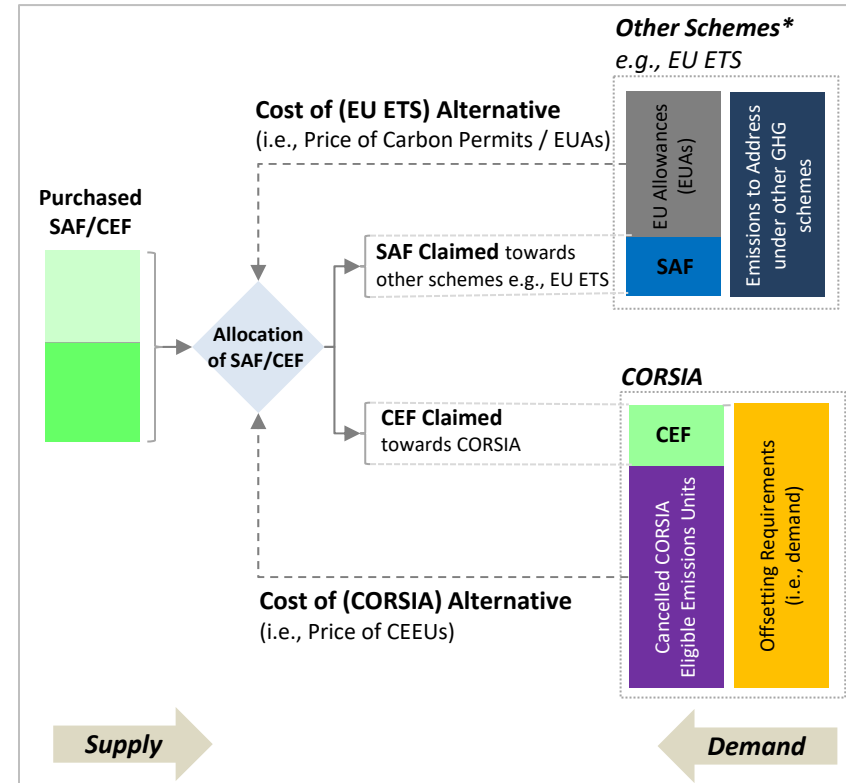 Other Schemes*
e.g., EU ETS
Cost of (EU ETS) Alternative
(i.e., Price of Carbon Permits / EUAs)
EU Allowances
(EUAs)
Emissions to Address
under other GHG
schemes
Purchased
SAF/CEF
SAF Claimed towards
other schemes e.g., EU ETS
SAF
Allocation
of SAF/CEF
CORSIA
CEF Claimed
towards CORSIA
CEF
Cancelled CORSIA
Eligible Emissions Units
Offsetting Requirements
(i.e., demand)
Cost of (CORSIA) Alternative
(i.e., Price of CEEUs)
Supply
Demand